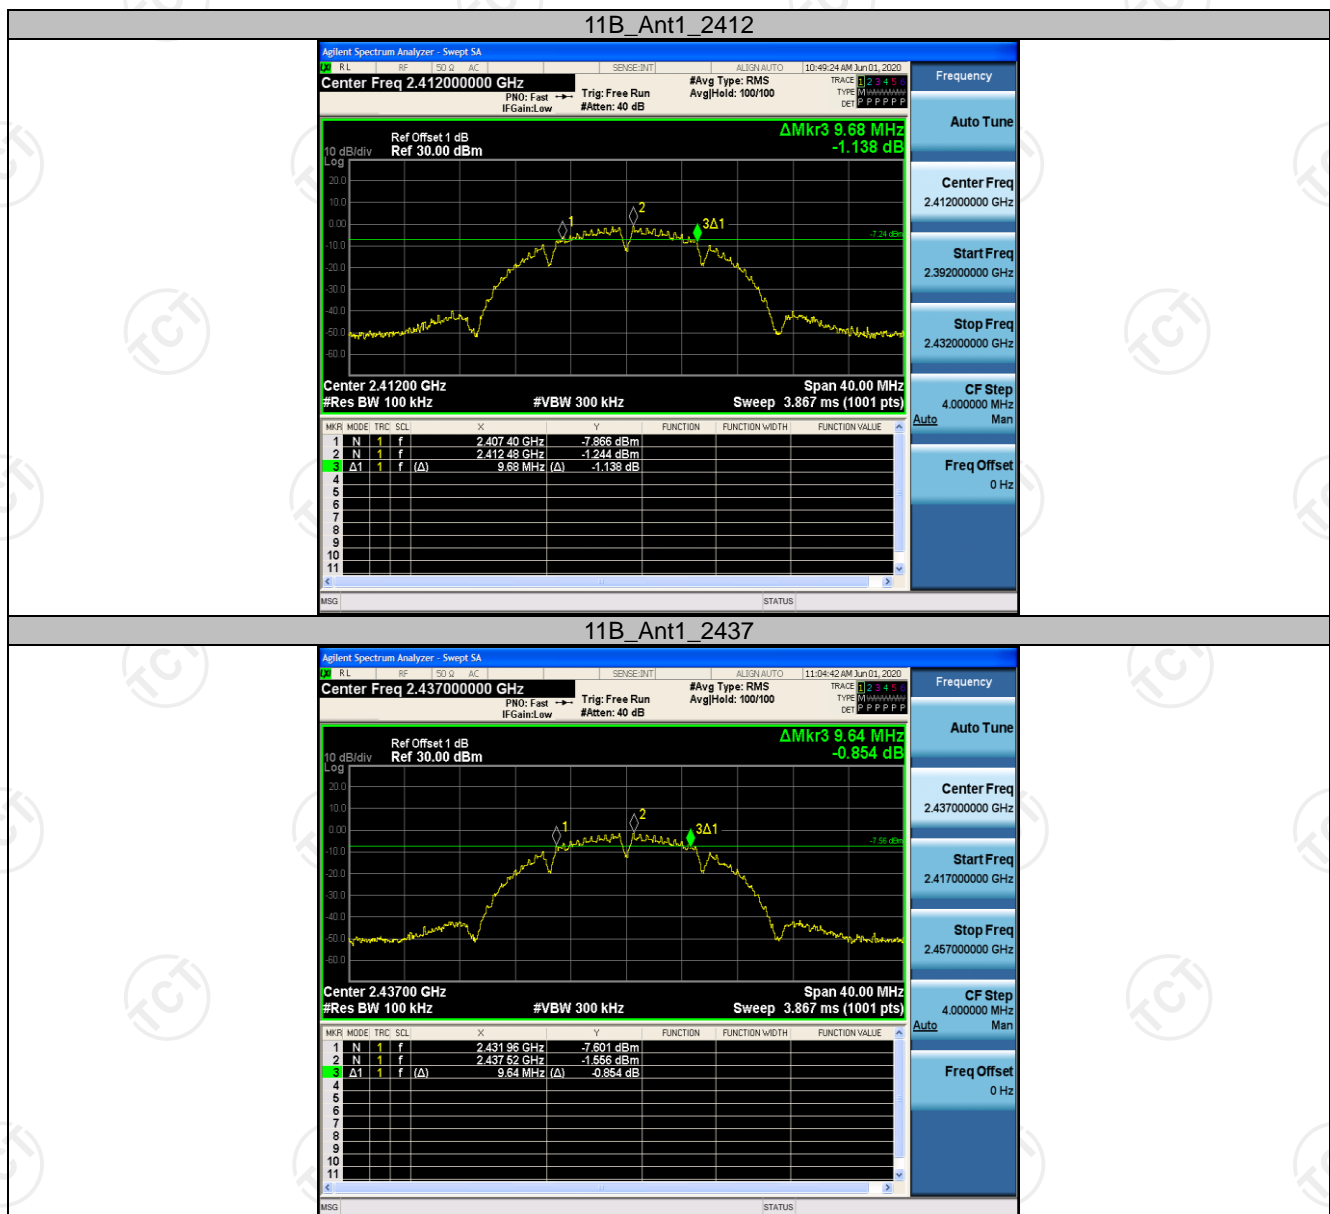 11B_Ant1_2412
Agilent Spectrum Analyzer - Swept SA
RL RF 50 Ω AC SENSE:INT ALIGN AUTO 10:49:24 AM Jun 01, 2020
Center Freq 2.412000000 GHz
PNO: Fast
IFGain:Low
Trig: Free Run
#Atten: 40 dB
#Avg Type: RMS
Avg|Hold: 100/100
TRACE 1 2 3 4 5 6
TYPE M
DET P P P P P P
Frequency
Auto Tune
Center Freq
2.412000000 GHz
Start Freq
2.392000000 GHz
Stop Freq
2.432000000 GHz
CF Step
4.000000 MHz
Auto Man
Freq Offset
0 Hz
ΔMkr3 9.68 MHz
-1.138 dB
Ref Offset 1 dB
10 dB/div Ref 30.00 dBm
Log
20.0
10.0
0.00
-10.0
-20.0
-30.0
-40.0
-50.0
-60.0
1
2
3Δ1
-7.24 dBm
Center 2.41200 GHz Span 40.00 MHz
#Res BW 100 kHz #VBW 300 kHz Sweep 3.867 ms (1001 pts)
MKR MODE TRC SCL X Y FUNCTION FUNCTION WIDTH FUNCTION VALUE
1 N 1 f 2.407 40 GHz -7.866 dBm
2 N 1 f 2.412 48 GHz -1.244 dBm
3 Δ1 1 f (Δ) 9.68 MHz (Δ) -1.138 dB
4
5
6
7
8
9
10
11
MSG STATUS
11B_Ant1_2437
Agilent Spectrum Analyzer - Swept SA
RL RF 50 Ω AC SENSE:INT ALIGN AUTO 11:04:42 AM Jun 01, 2020
Center Freq 2.437000000 GHz
PNO: Fast
IFGain:Low
Trig: Free Run
#Atten: 40 dB
#Avg Type: RMS
Avg|Hold: 100/100
TRACE 1 2 3 4 5 6
TYPE M
DET P P P P P P
Frequency
Auto Tune
Center Freq
2.437000000 GHz
Start Freq
2.417000000 GHz
Stop Freq
2.457000000 GHz
CF Step
4.000000 MHz
Auto Man
Freq Offset
0 Hz
ΔMkr3 9.64 MHz
-0.854 dB
Ref Offset 1 dB
10 dB/div Ref 30.00 dBm
Log
20.0
10.0
0.00
-10.0
-20.0
-30.0
-40.0
-50.0
-60.0
1
2
3Δ1
-7.56 dBm
Center 2.43700 GHz Span 40.00 MHz
#Res BW 100 kHz #VBW 300 kHz Sweep 3.867 ms (1001 pts)
MKR MODE TRC SCL X Y FUNCTION FUNCTION WIDTH FUNCTION VALUE
1 N 1 f 2.431 96 GHz -7.601 dBm
2 N 1 f 2.437 52 GHz -1.556 dBm
3 Δ1 1 f (Δ) 9.64 MHz (Δ) -0.854 dB
4
5
6
7
8
9
10
11
MSG STATUS
TCT